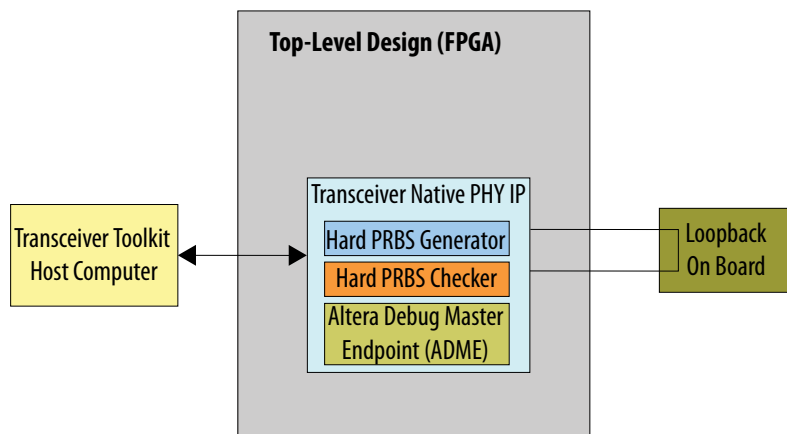 Top-Level Design (FPGA)
Transceiver Native PHY IP
Transceiver Toolkit
Host Computer
Hard PRBS Generator
Hard PRBS Checker
Altera Debug Master
Endpoint (ADME)
Loopback
On Board